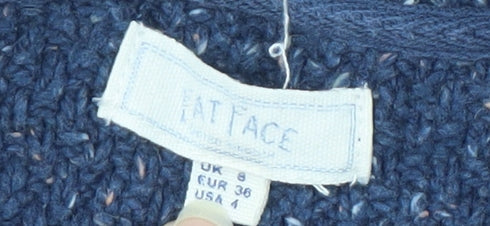 FAT FACE
UK 8
EUR 36
USA 4